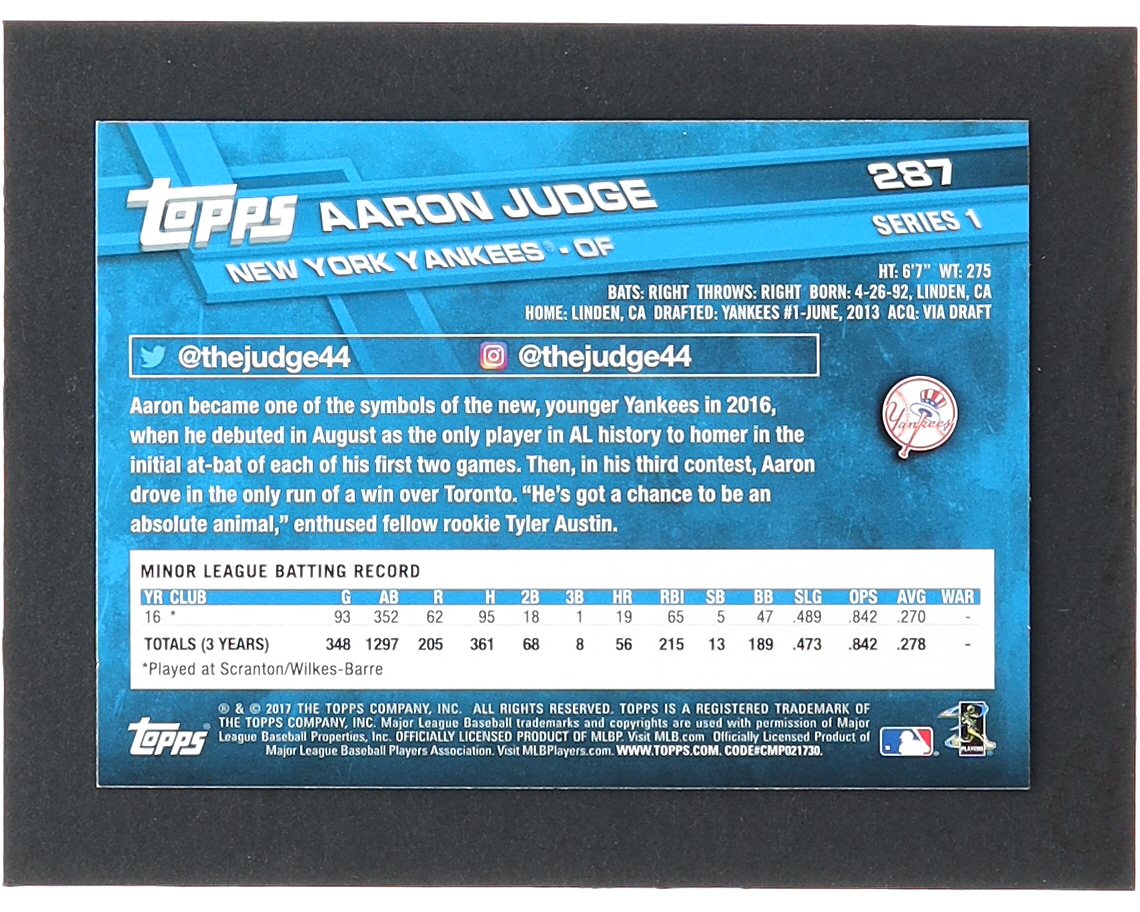 TOPPS AARON JUDGE 287
NEW YORK YANKEES® - OF SERIES 1
HT: 6'7" WT: 275
BATS: RIGHT THROWS: RIGHT BORN: 4-26-92, LINDEN, CA
HOME: LINDEN, CA DRAFTED: YANKEES #1-JUNE, 2013 ACQ: VIA DRAFT
@thejudge44 @thejudge44
Aaron became one of the symbols of the new, younger Yankees in 2016,
when he debuted in August as the only player in AL history to homer in the
initial at-bat of each of his first two games. Then, in his third contest, Aaron
drove in the only run of a win over Toronto. “He’s got a chance to be an
absolute animal,” enthused fellow rookie Tyler Austin.
Yankees
MINOR LEAGUE BATTING RECORD
YR CLUB G AB R H 2B 3B HR RBI SB BB SLG OPS AVG WAR
16 * 93 352 62 95 18 1 19 65 5 47 .489 .842 .270 -
TOTALS (3 YEARS) 348 1297 205 361 68 8 56 215 13 189 .473 .842 .278 -
*Played at Scranton/Wilkes-Barre
® & © 2017 THE TOPPS COMPANY, INC. ALL RIGHTS RESERVED. TOPPS IS A REGISTERED TRADEMARK OF
THE TOPPS COMPANY, INC. Major League Baseball trademarks and copyrights are used with permission of Major
League Baseball Properties, Inc. OFFICIALLY LICENSED PRODUCT OF MLBP. Visit MLB.com Officially Licensed Product of
Major League Baseball Players Association. Visit MLBPlayers.com. WWW.TOPPS.COM. CODE#CMP021730.
TOPPS®
PLAYERS